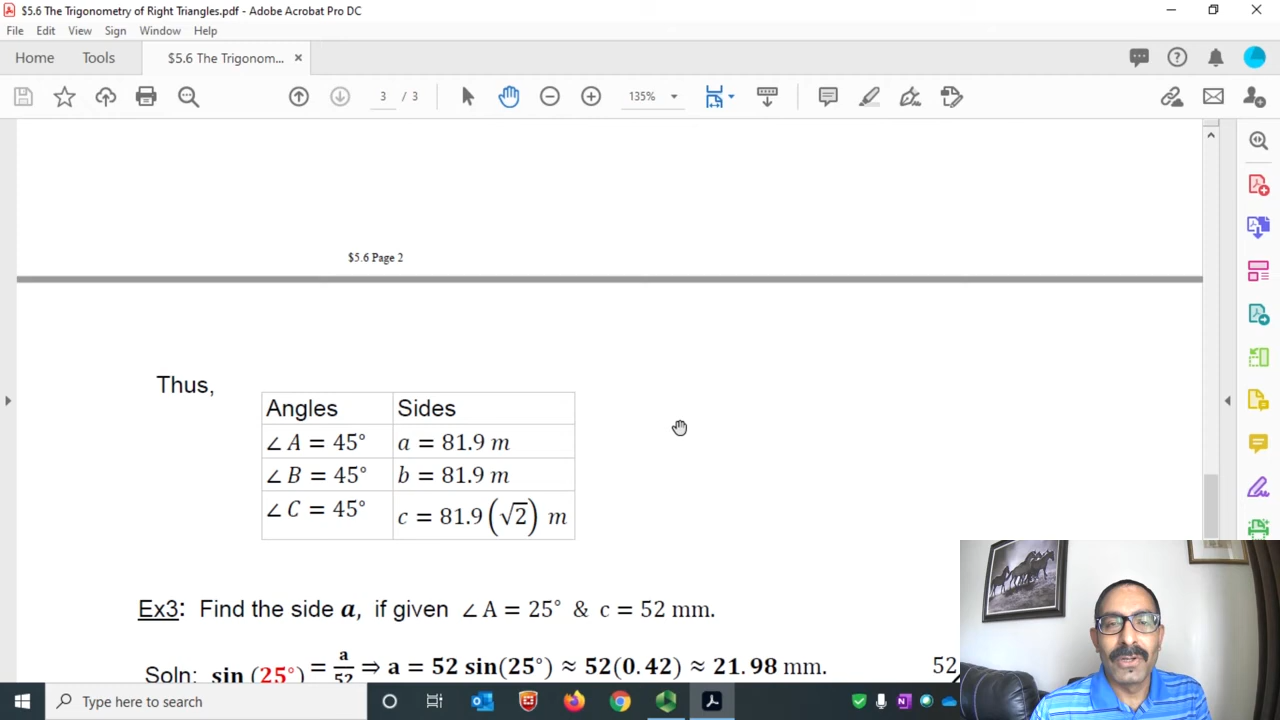 $5.6 The Trigonometry of Right Triangles.pdf - Adobe Acrobat Pro DC
File Edit View Sign Window Help
Home Tools $5.6 The Trigonom... ×
3 / 3 135%
$5.6 Page 2
Thus,
Angles Sides
∠ A = 45° a = 81.9 m
∠ B = 45° b = 81.9 m
∠ C = 45° c = 81.9 (√2) m
Ex3: Find the side a, if given ∠ A = 25° & c = 52 mm.
Soln: sin (25°) = a/52 ⇒ a = 52 sin(25°) ≈ 52(0.42) ≈ 21.98 mm. 52
Type here to search